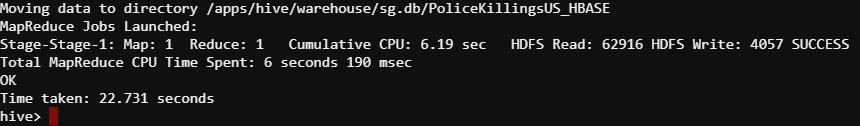 Moving data to directory /apps/hive/warehouse/sg.db/PoliceKillingsUS_HBASE
MapReduce Jobs Launched:
Stage-Stage-1: Map: 1  Reduce: 1   Cumulative CPU: 6.19 sec   HDFS Read: 62916 HDFS Write: 4057 SUCCESS
Total MapReduce CPU Time Spent: 6 seconds 190 msec
OK
Time taken: 22.731 seconds
hive>